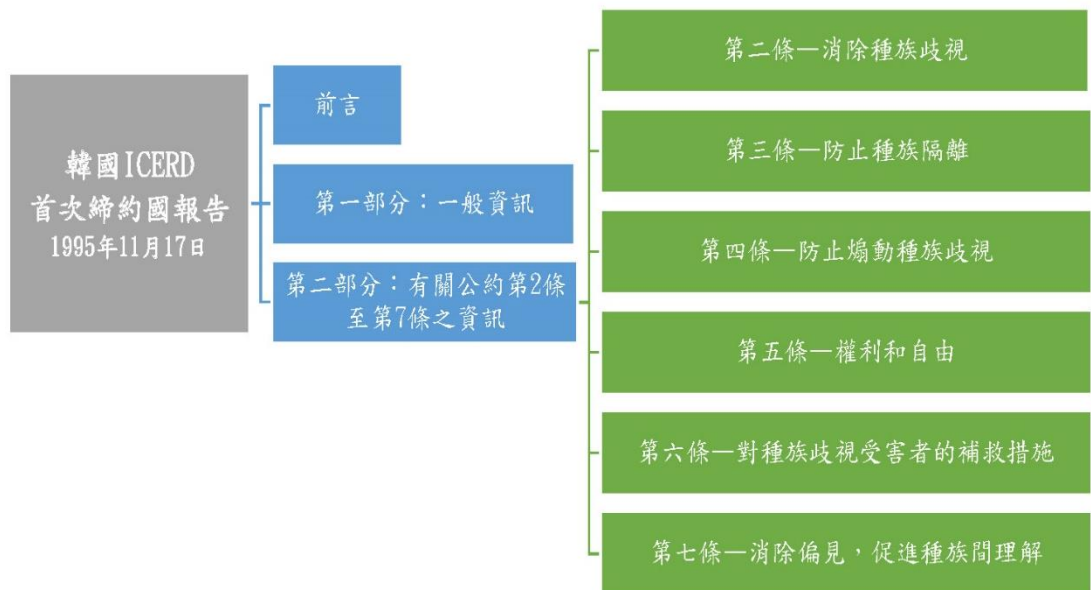 韓國ICERD
首次締約國報告
1995年11月17日
前言
第一部分：一般資訊
第二部分：有關公約第2條
至第7條之資訊
第二條—消除種族歧視
第三條—防止種族隔離
第四條—防止煽動種族歧視
第五條—權利和自由
第六條—對種族歧視受害者的補救措施
第七條—消除偏見，促進種族間理解